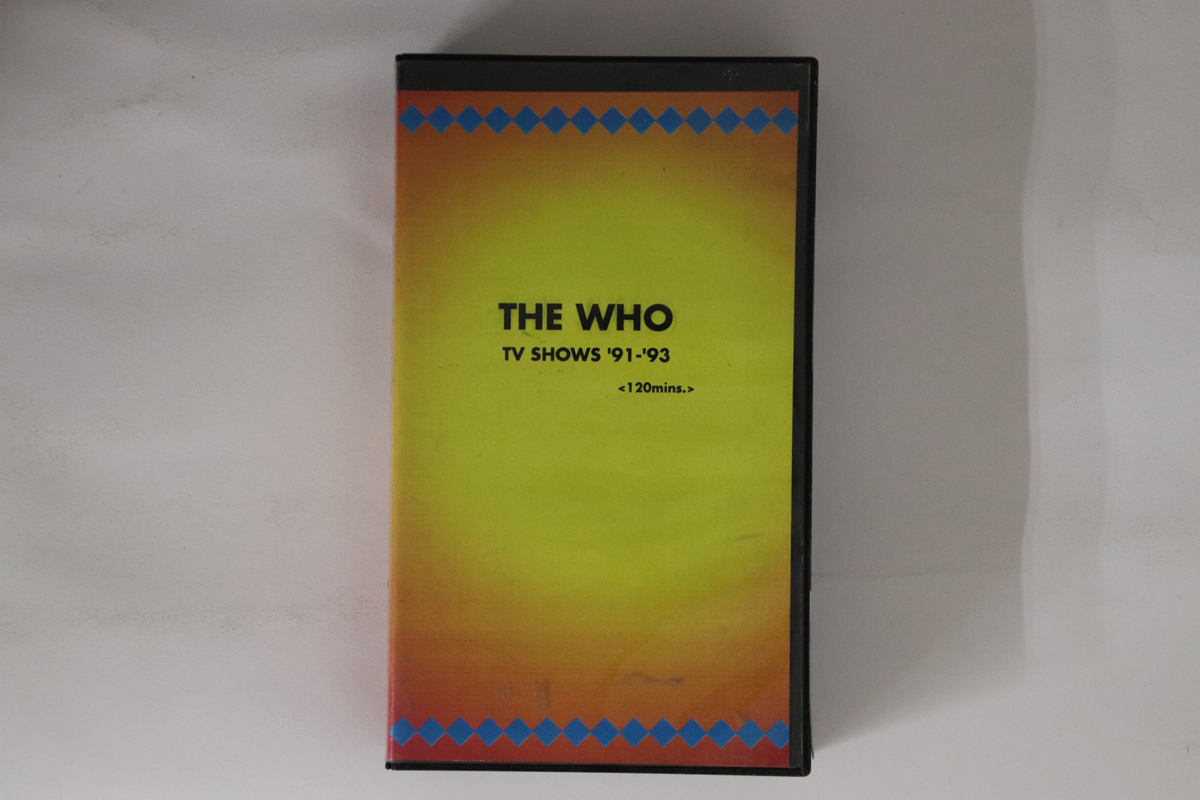 THE WHO
TV SHOWS '91-'93
<120mins.>